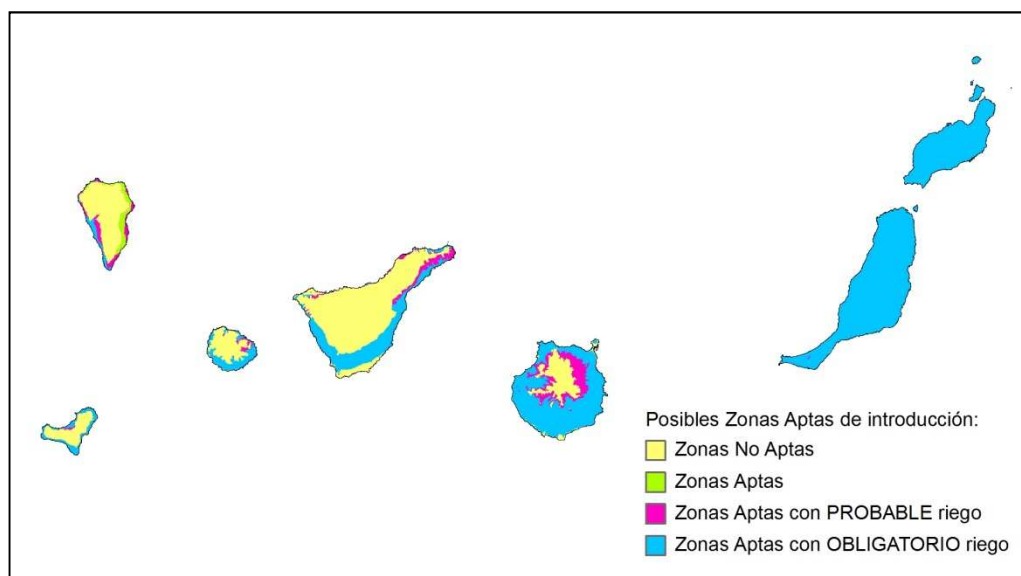 Posibles Zonas Aptas de introducción:
Zonas No Aptas
Zonas Aptas
Zonas Aptas con PROBABLE riego
Zonas Aptas con OBLIGATORIO riego